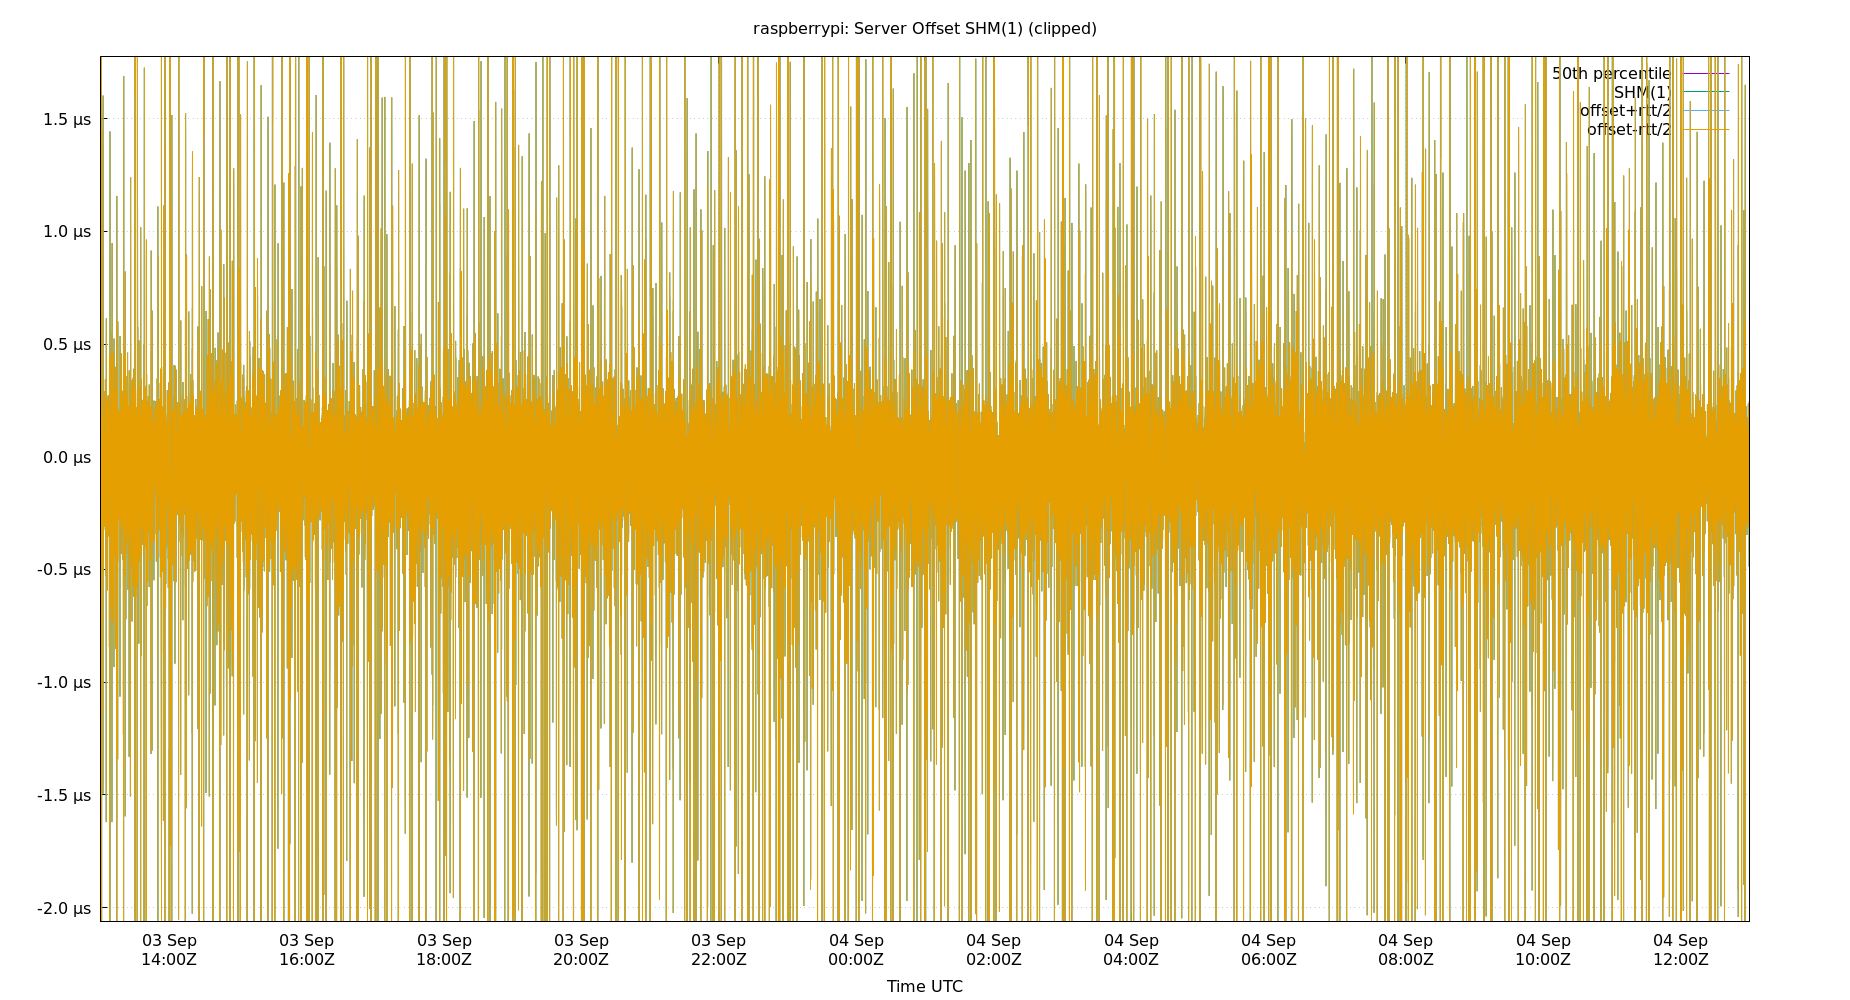 raspberrypi: Server Offset SHM(1) (clipped)
50th percentile
SHM(1)
offset+rtt/2
offset-rtt/2
1.5 µs
1.0 µs
0.5 µs
0.0 µs
-0.5 µs
-1.0 µs
-1.5 µs
-2.0 µs
03 Sep 03 Sep 03 Sep 03 Sep 03 Sep 04 Sep 04 Sep 04 Sep 04 Sep 04 Sep 04 Sep 04 Sep
14:00Z 16:00Z 18:00Z 20:00Z 22:00Z 00:00Z 02:00Z 04:00Z 06:00Z 08:00Z 10:00Z 12:00Z
Time UTC